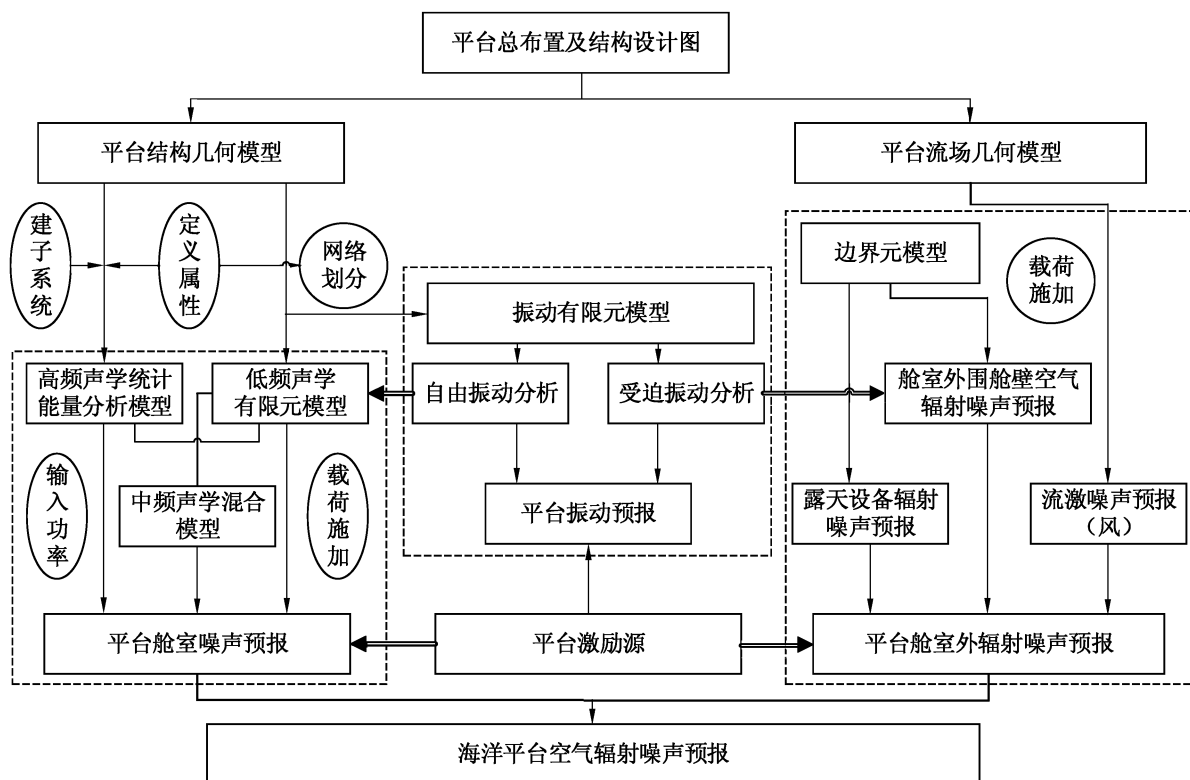 平台总布置及结构设计图
平台结构几何模型
平台流场几何模型
建
子
系
统
定
义
属
性
网络
划分
边界元模型
载荷
施加
振动有限元模型
高频声学统计
能量分析模型
低频声学
有限元模型
自由振动分析
受迫振动分析
舱室外围舱壁空气
辐射噪声预报
输
入
功
率
中频声学混合
模型
载
荷
施
加
平台振动预报
露天设备辐射
噪声预报
流激噪声预报
（风）
平台舱室噪声预报
平台激励源
平台舱室外辐射噪声预报
海洋平台空气辐射噪声预报